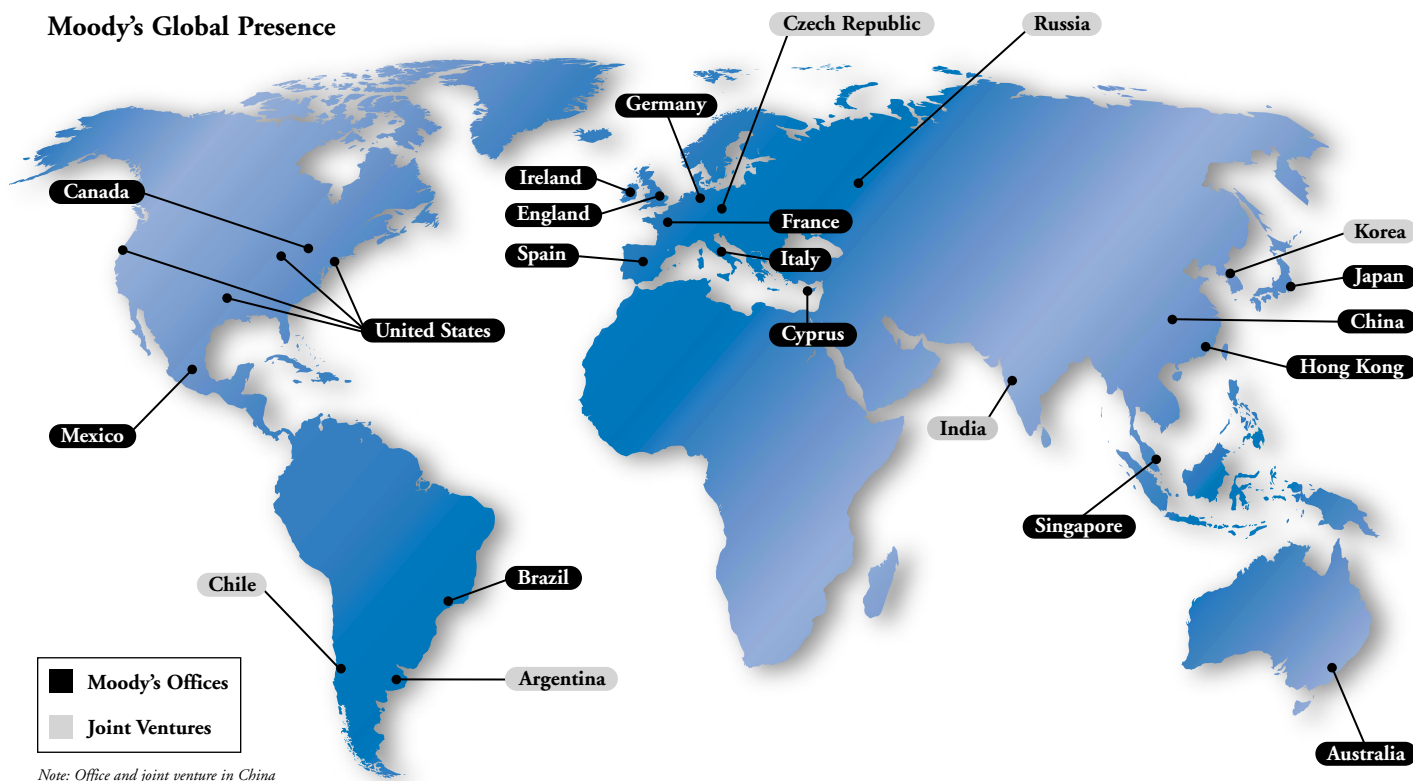 Moody's Global Presence
Czech Republic
Russia
Germany
Ireland
Canada
England
France
Korea
Spain
Italy
Japan
United States
Cyprus
China
Hong Kong
Mexico
India
Singapore
Chile
Brazil
Argentina
Moody's Offices
Joint Ventures
Australia
Note: Office and joint venture in China